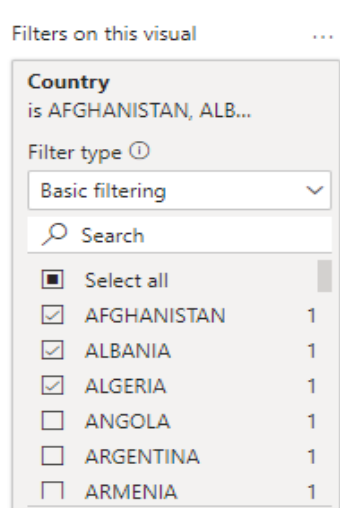 Filters on this visual ...
Country
is AFGHANISTAN, ALB...
Filter type ⓘ
Basic filtering
Search
Select all
AFGHANISTAN 1
ALBANIA 1
ALGERIA 1
ANGOLA 1
ARGENTINA 1
ARMENIA 1